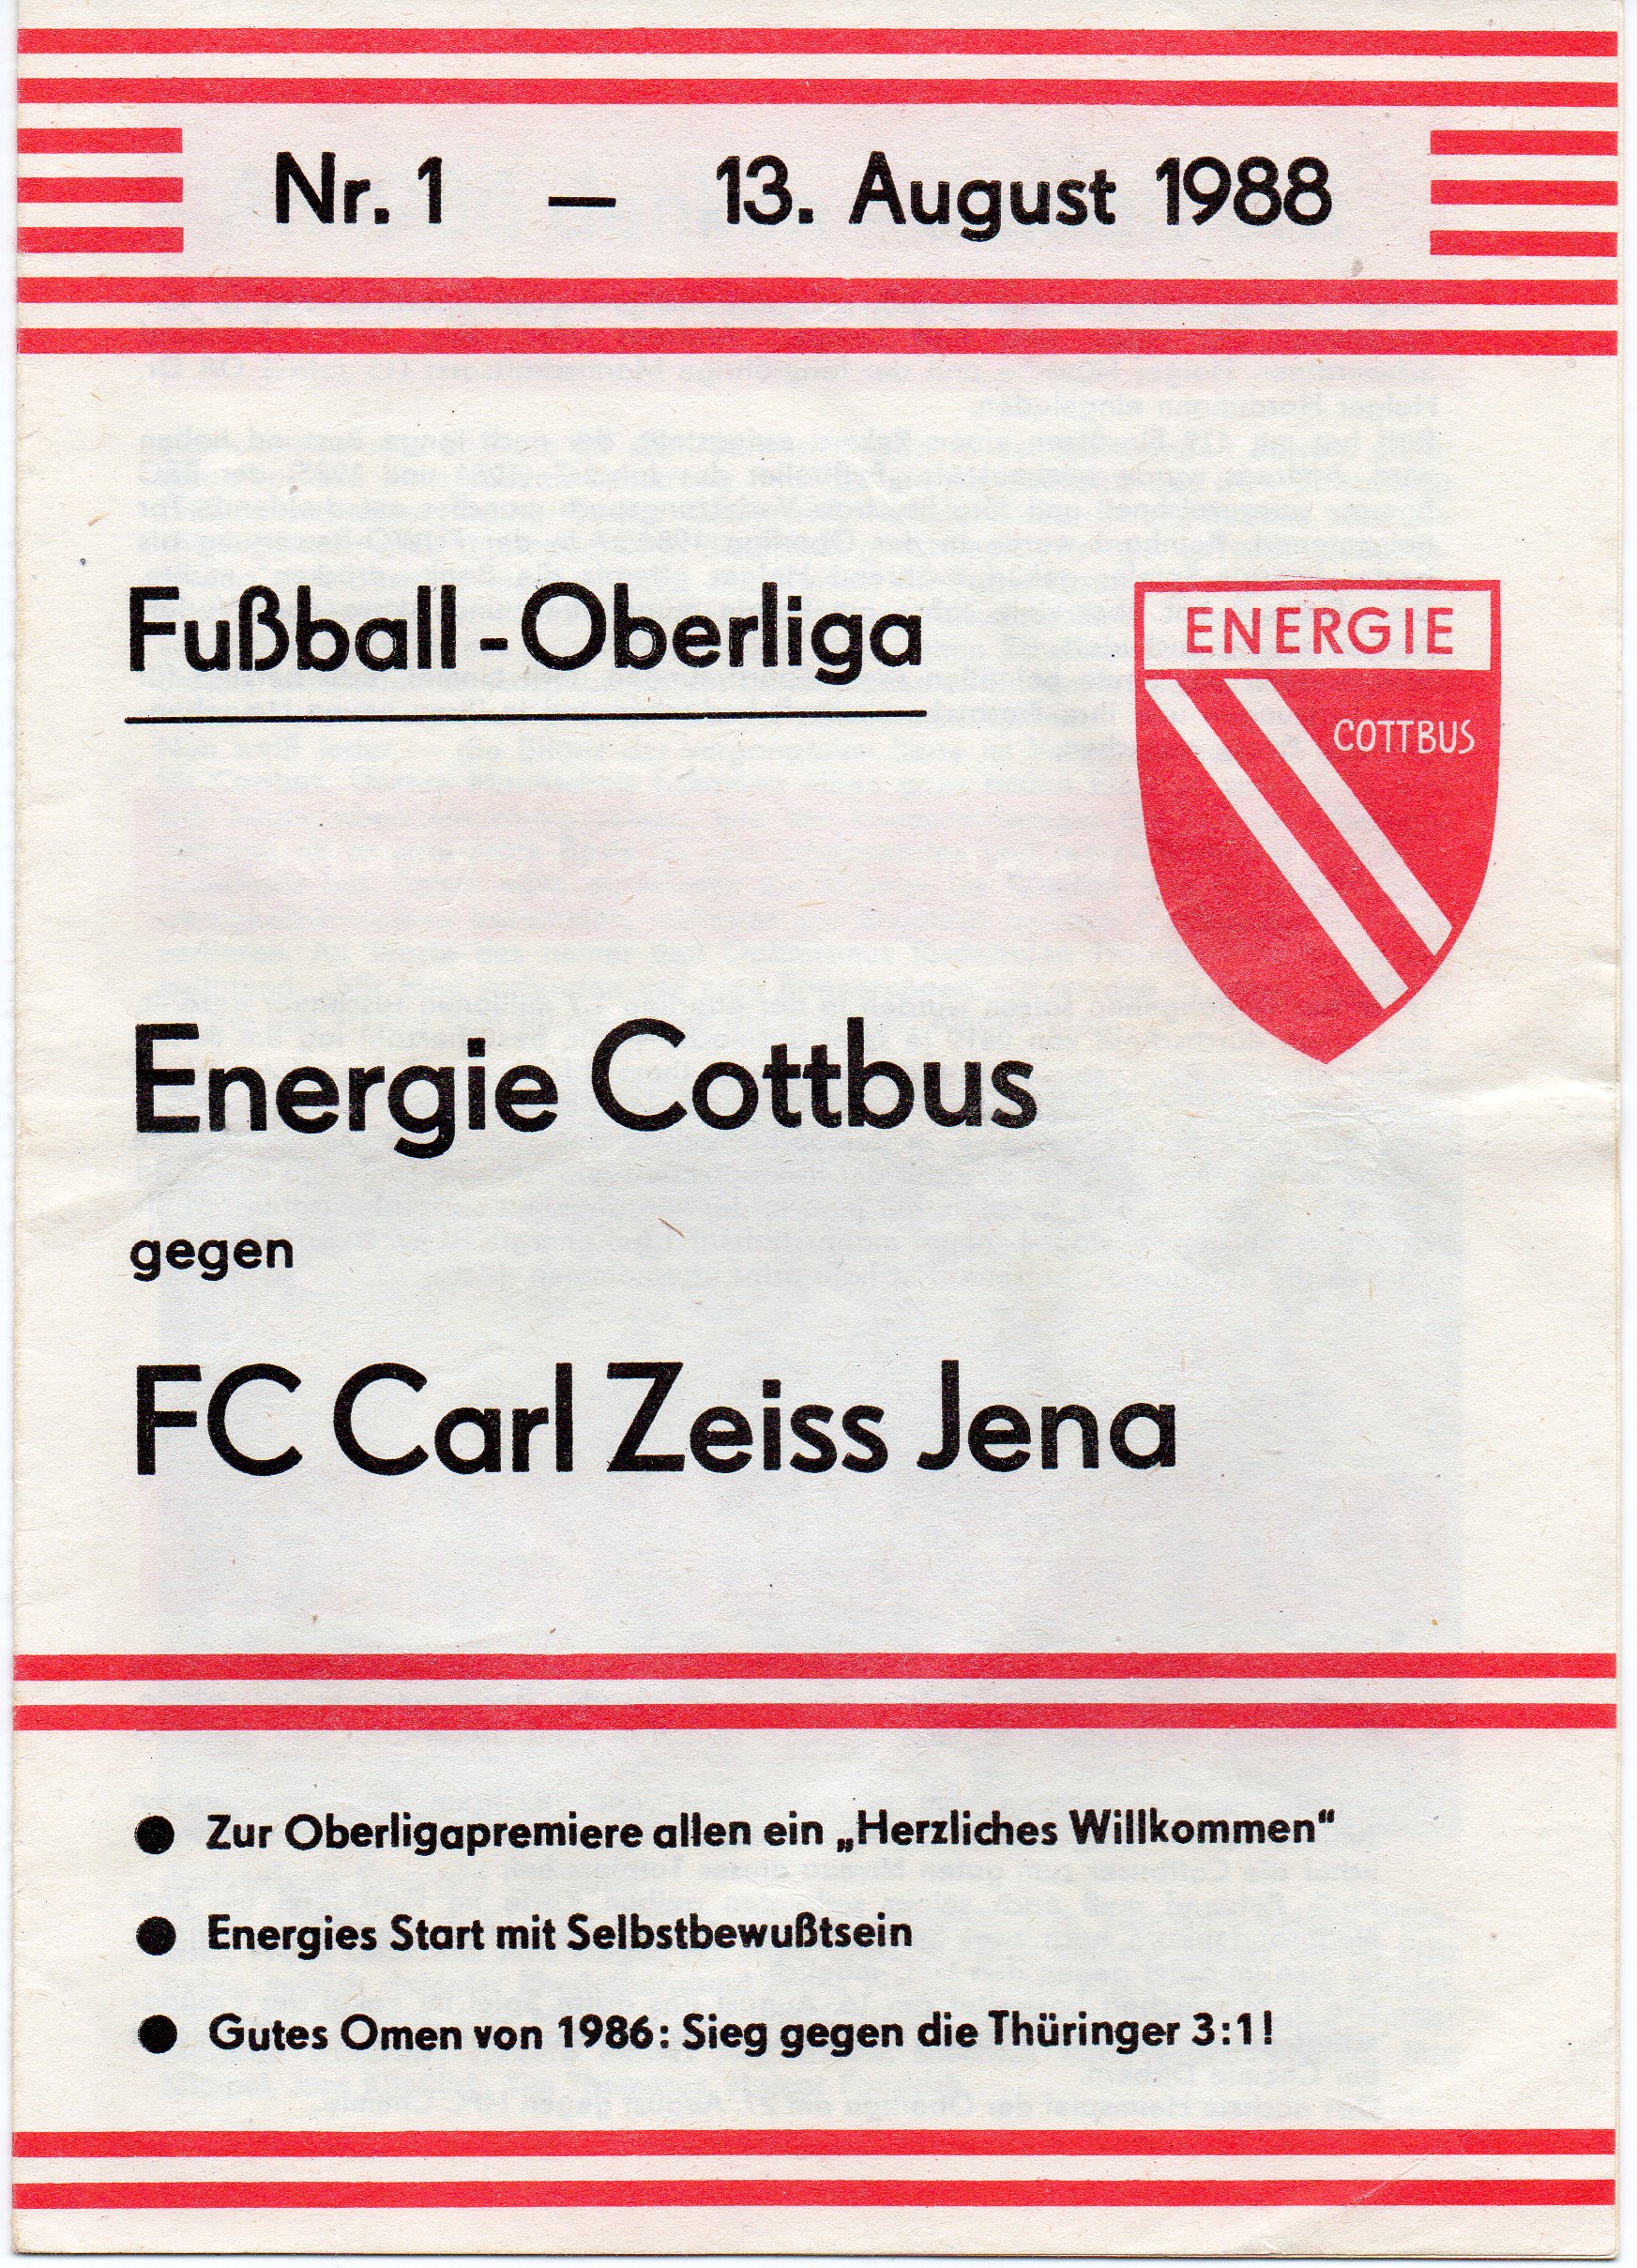 Nr. 1 — 13. August 1988
Fußball-Oberliga
ENERGIE
COTTBUS
Energie Cottbus
gegen
FC Carl Zeiss Jena
● Zur Oberligapremiere allen ein „Herzliches Willkommen“
● Energies Start mit Selbstbewußtsein
● Gutes Omen von 1986: Sieg gegen die Thüringer 3:1!